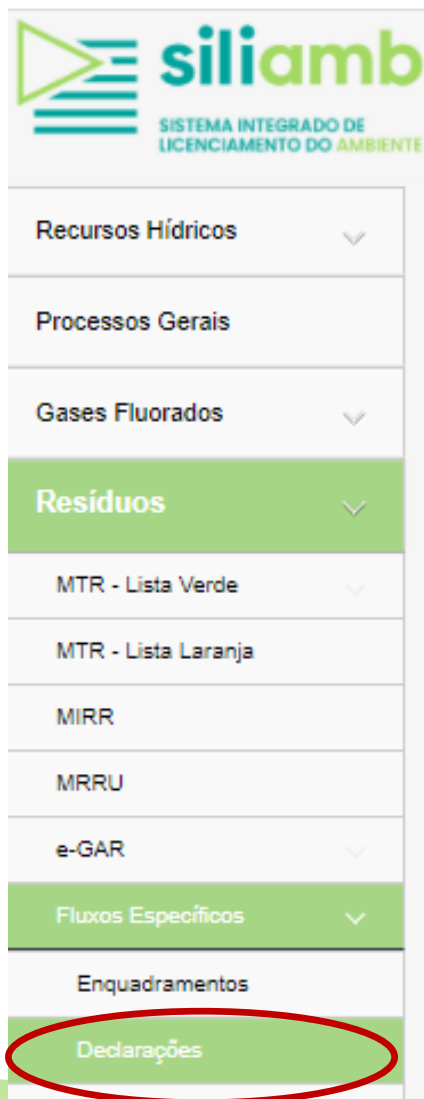 siliamb
SISTEMA INTEGRADO DE
LICENCIAMENTO DO AMBIENTE
Recursos Hídricos
Processos Gerais
Gases Fluorados
Resíduos
MTR - Lista Verde
MTR - Lista Laranja
MIRR
MRRU
e-GAR
Fluxos Específicos
Enquadramentos
Declarações